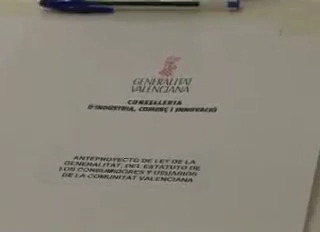 GENERALITAT
VALENCIANA
CONSELLERIA
D'INDÚSTRIA, COMERÇ I INNOVACIÓ
ANTEPROYECTO DE LEY DE LA
GENERALITAT, DEL ESTATUTO DE
LOS CONSUMIDORES Y USUARIOS
DE LA COMUNITAT VALENCIANA